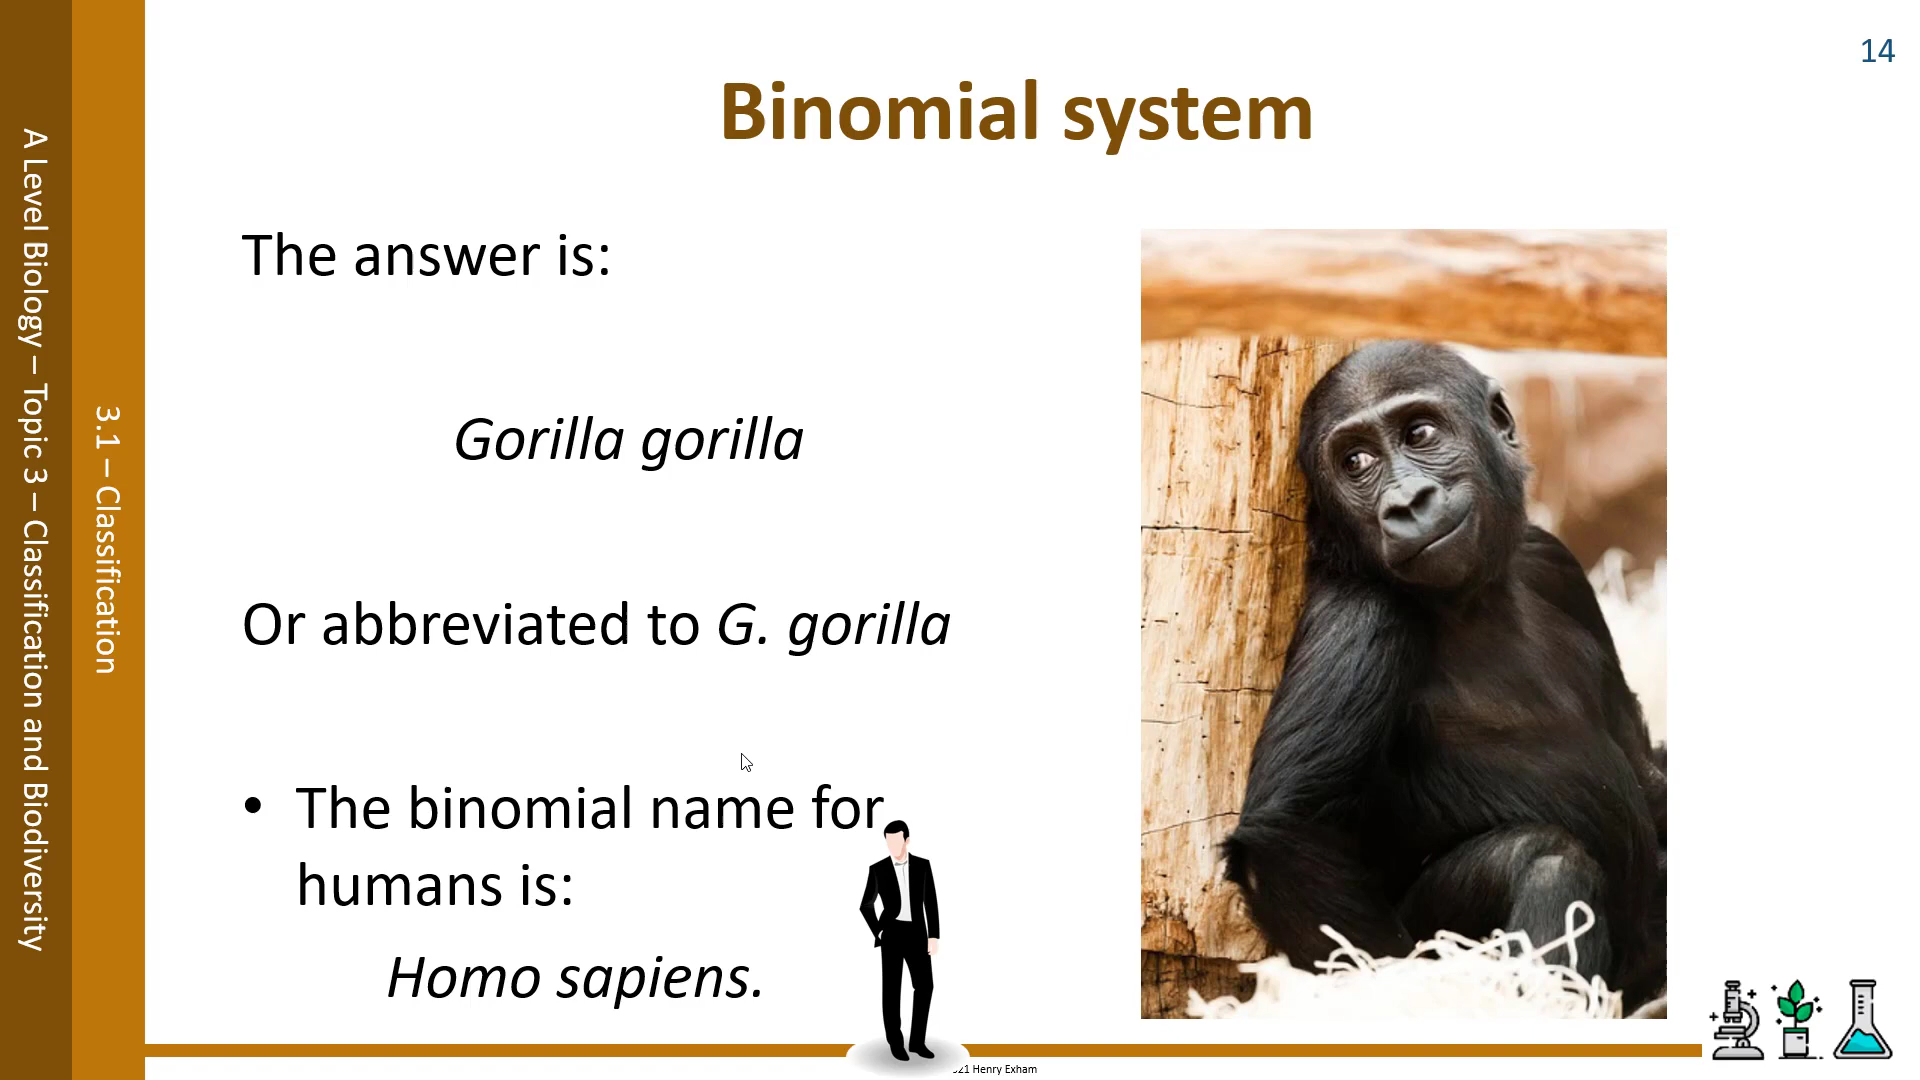 14
Binomial system
The answer is:
Gorilla gorilla
Or abbreviated to G. gorilla
• The binomial name for
humans is:
Homo sapiens.
3.1 – Classification
A Level Biology – Topic 3 – Classification and Biodiversity
Henry Exham